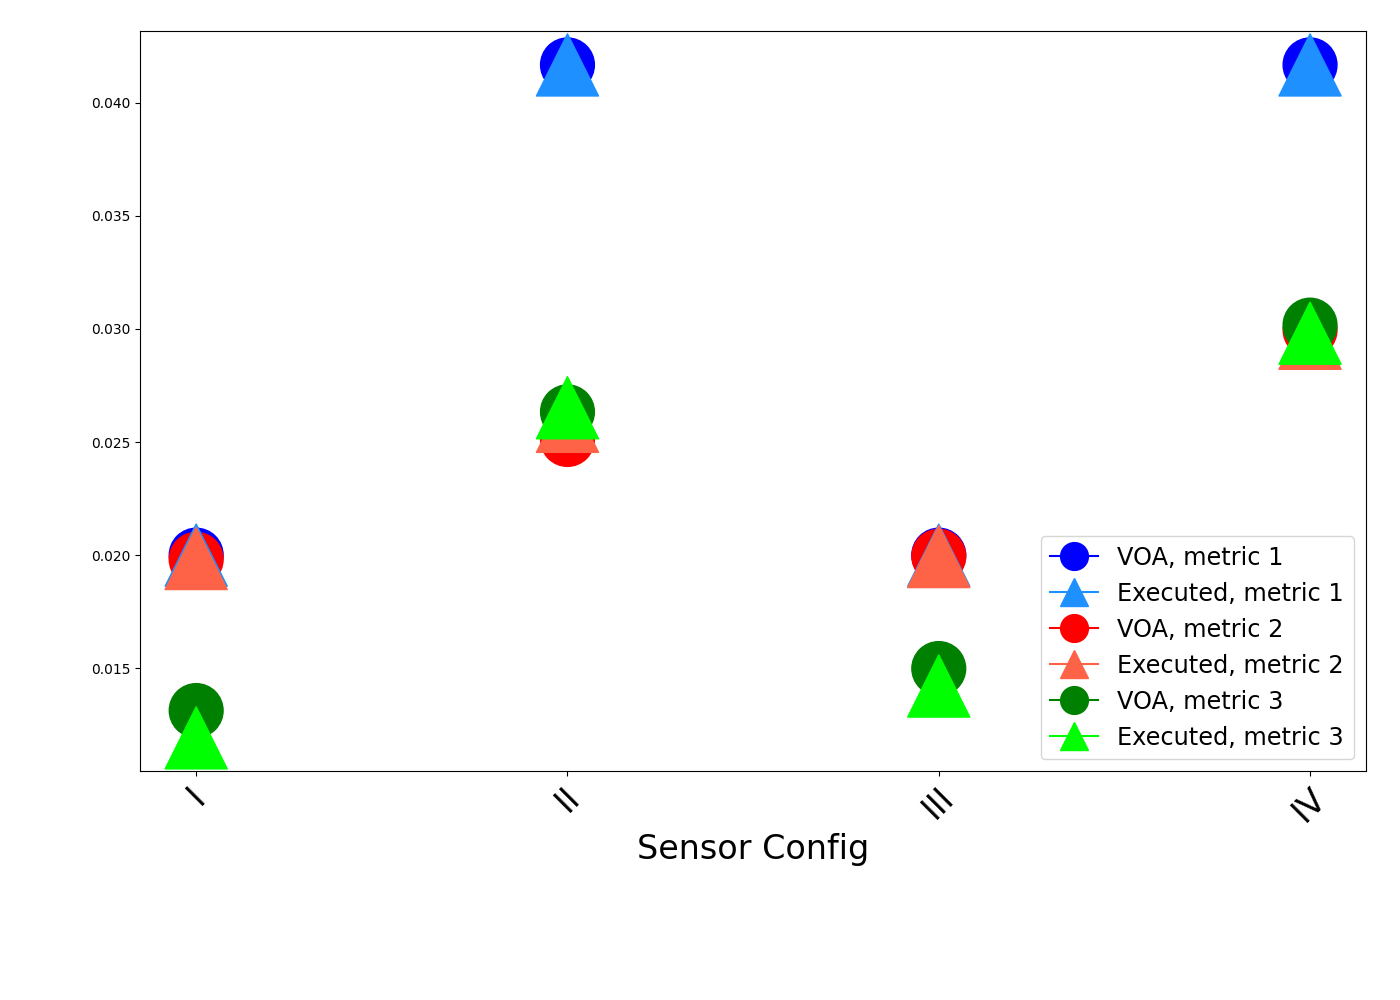 0.040
0.035
0.030
0.025
0.020
0.015
VOA, metric 1
Executed, metric 1
VOA, metric 2
Executed, metric 2
VOA, metric 3
Executed, metric 3
I II III IV
Sensor Config